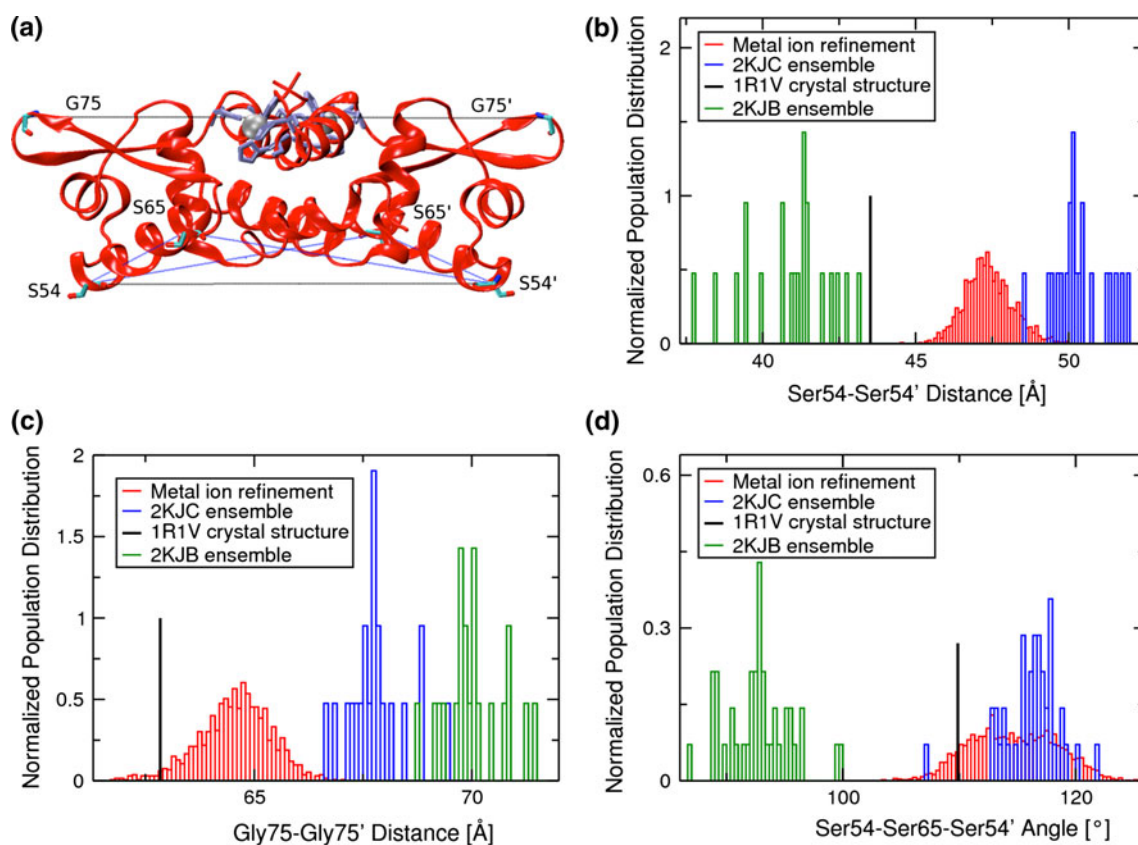 (a)
G75
G75'
S65
S65'
S54
S54'
(b)
Normalized Population Distribution
2
1
0
Metal ion refinement
2KJC ensemble
1R1V crystal structure
2KJB ensemble
40
45
50
Ser54-Ser54' Distance [Å]
(c)
Normalized Population Distribution
2
1.5
1
0.5
0
Metal ion refinement
2KJC ensemble
1R1V crystal structure
2KJB ensemble
65
70
Gly75-Gly75' Distance [Å]
(d)
Normalized Population Distribution
0.6
0.3
0
Metal ion refinement
2KJC ensemble
1R1V crystal structure
2KJB ensemble
100
120
Ser54-Ser65-Ser54' Angle [°]